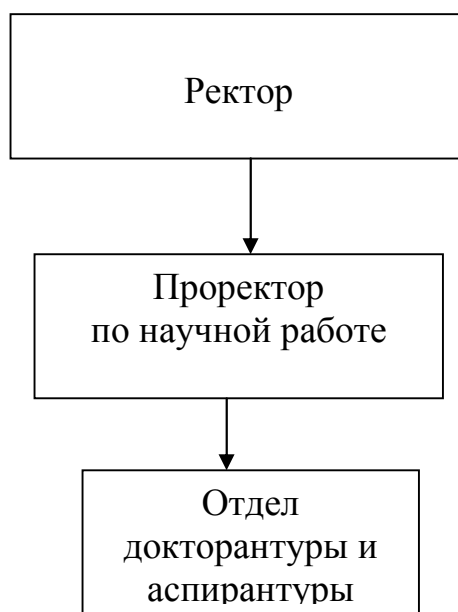 Ректор
Проректор
по научной работе
Отдел
докторантуры и
аспирантуры